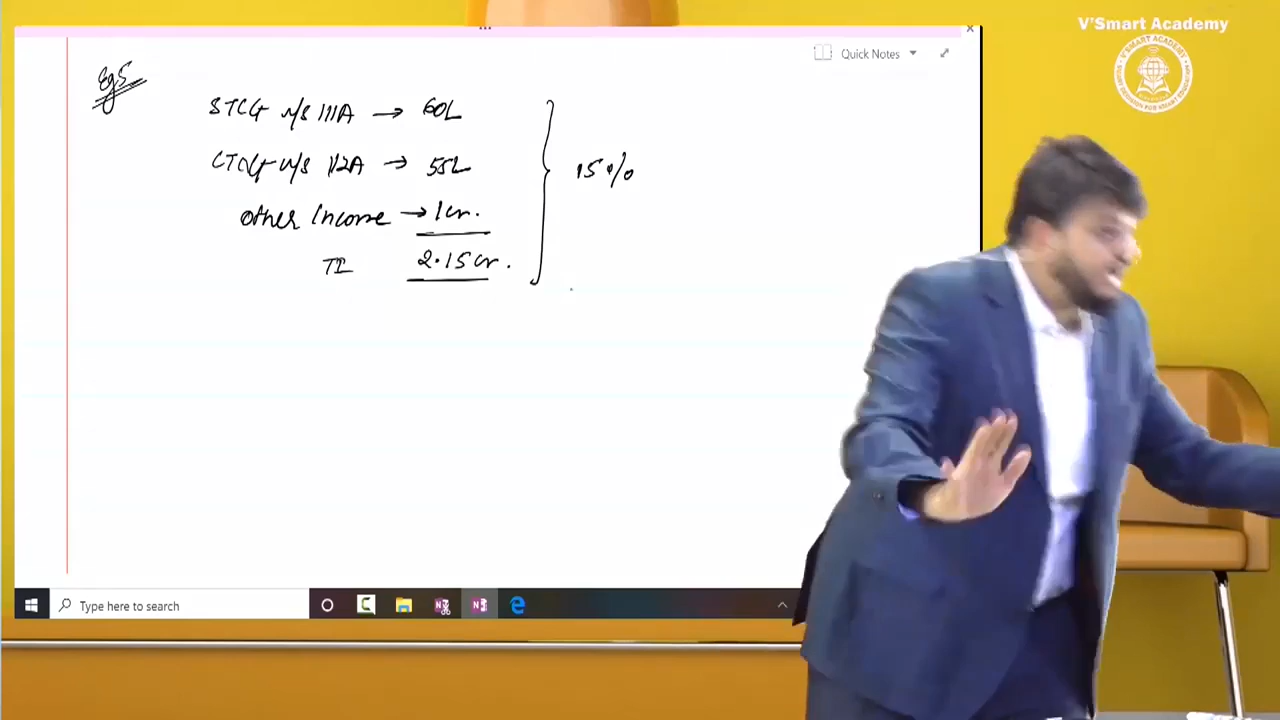 V'Smart Academy
Quick Notes
Eg 5
STCG u/s 111A → 60L
LTCG u/s 112A → 55L
Other Income → 1cr.
TI 2.15cr.
15%
Type here to search